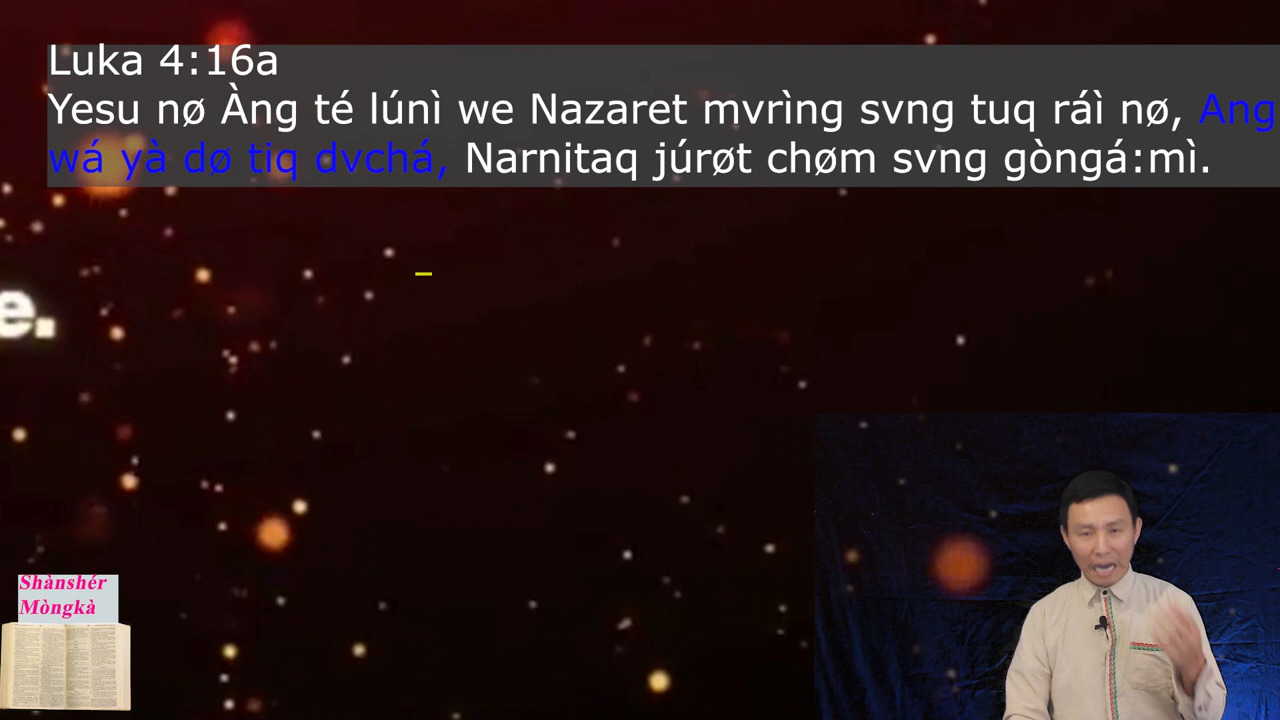 Luka 4:16a
Yesu nø Àng té lúnì we Nazaret mvrìng svng tuq ráì nø, Ang
wá yà dø tiq dvchá, Narnitaq júrøt chøm svng gòngá:mì.
e.
Shànshér
Mòngkà